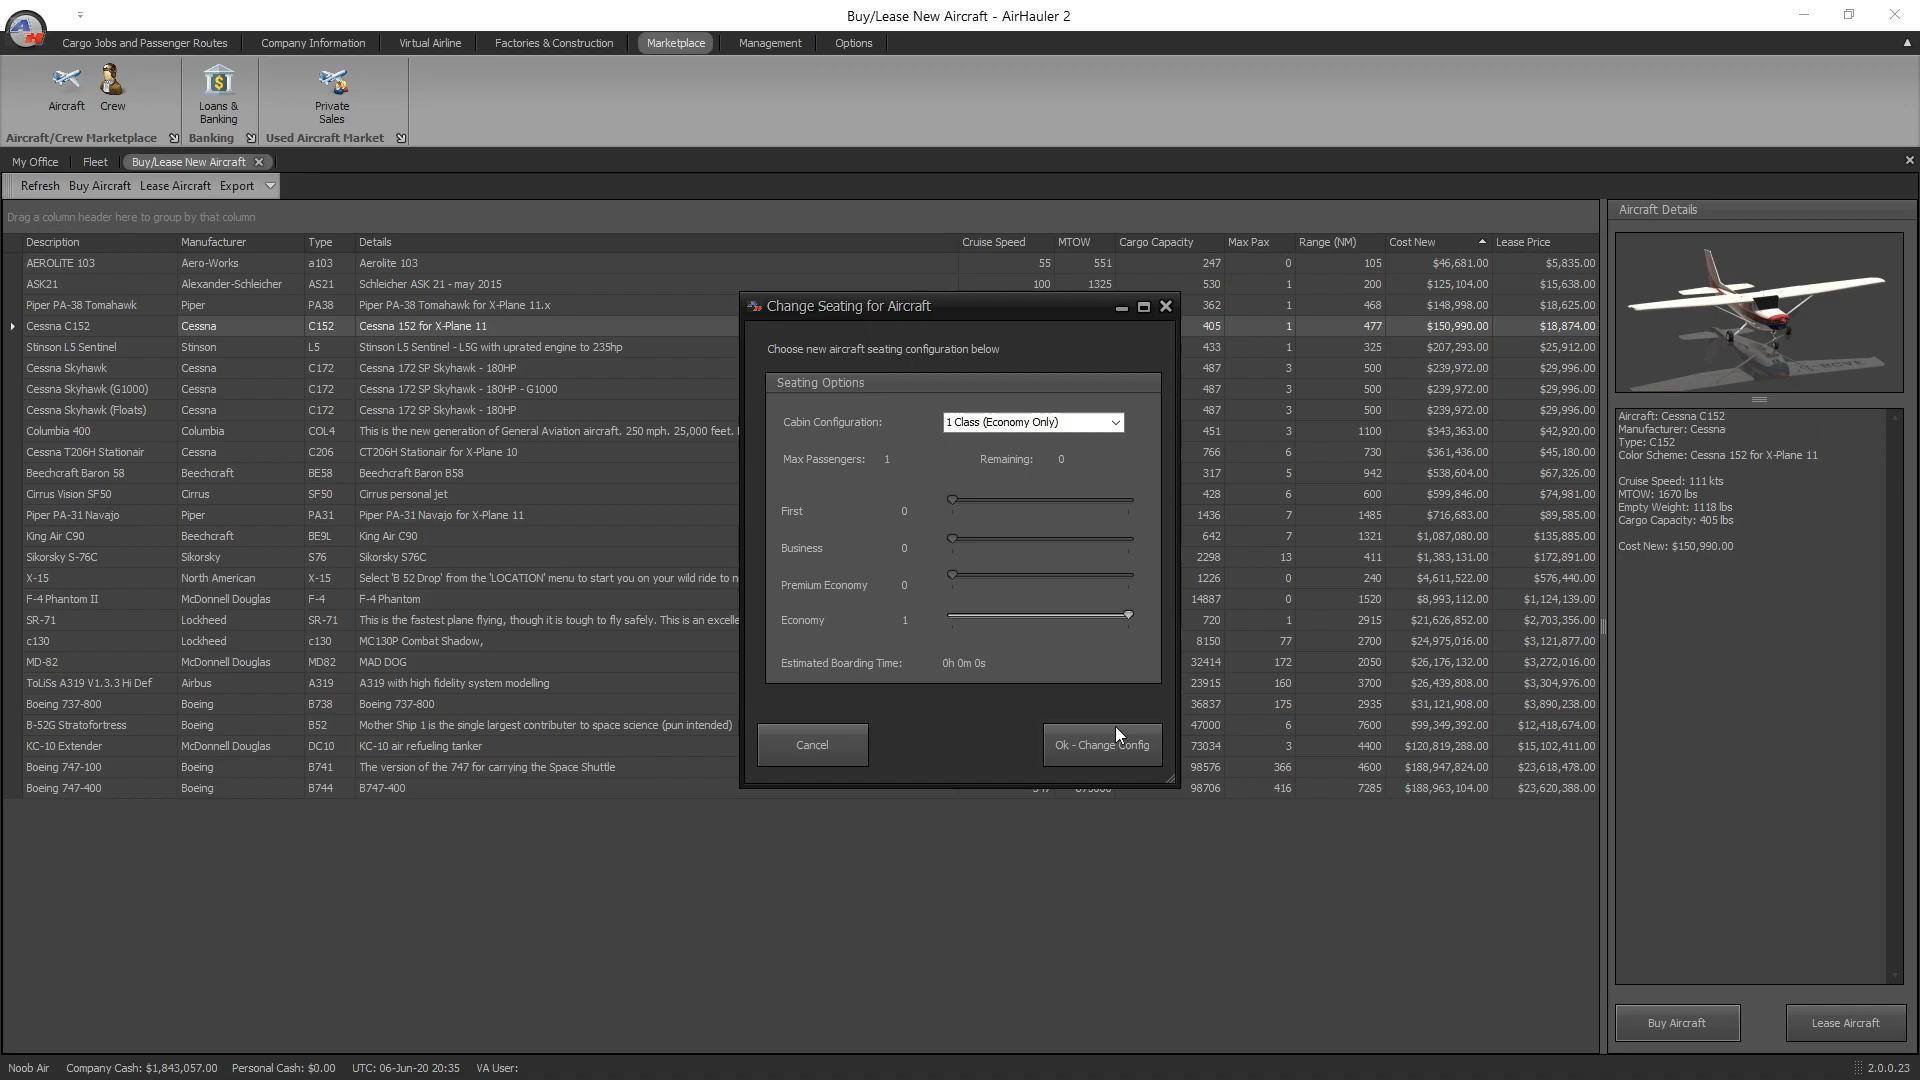 Buy/Lease New Aircraft - AirHauler 2
Cargo Jobs and Passenger Routes Company Information Virtual Airline Factories & Construction Marketplace Management Options
Aircraft Crew Loans & Banking Private Sales
Aircraft/Crew Marketplace Banking Used Aircraft Market
My Office Fleet Buy/Lease New Aircraft
Refresh Buy Aircraft Lease Aircraft Export
Drag a column header here to group by that column
Description Manufacturer Type Details Cruise Speed MTOW Cargo Capacity Max Pax Range (NM) Cost New Lease Price
AEROLiTE 103 Aero-Works a103 Aerolite 103 55 551 247 0 105 $46,681.00 $5,835.00
ASK21 Alexander-Schleicher AS21 Schleicher ASK 21 - may 2015 100 1325 530 1 200 $125,104.00 $15,638.00
Piper PA-38 Tomahawk Piper PA38 Piper PA-38 Tomahawk for X-Plane 11.x 362 1 468 $148,998.00 $18,625.00
Cessna C152 Cessna C152 Cessna 152 for X-Plane 11 405 1 477 $150,990.00 $18,874.00
Stinson L5 Sentinel Stinson L5 Stinson L5 Sentinel - L5G with uprated engine to 235hp 433 1 325 $207,293.00 $25,912.00
Cessna Skyhawk Cessna C172 Cessna 172 SP Skyhawk - 180HP 487 3 500 $239,972.00 $29,996.00
Cessna Skyhawk (G1000) Cessna C172 Cessna 172 SP Skyhawk - 180HP - G1000 487 3 500 $239,972.00 $29,996.00
Cessna Skyhawk (Floats) Cessna C172 Cessna 172 SP Skyhawk - 180HP 487 3 500 $239,972.00 $29,996.00
Columbia 400 Columbia COL4 This is the new generation of General Aviation aircraft. 250 mph. 25,000 feet. 451 3 1100 $343,363.00 $42,920.00
Cessna T206H Stationair Cessna C206 CT206H Stationair for X-Plane 10 766 6 730 $361,436.00 $45,180.00
Beechcraft Baron 58 Beechcraft BE58 Beechcraft Baron B58 317 5 942 $538,604.00 $67,326.00
Cirrus Vision SF50 Cirrus SF50 Cirrus personal jet 428 6 600 $599,846.00 $74,981.00
Piper PA-31 Navajo Piper PA31 Piper PA-31 Navajo for X-Plane 11 1436 7 1485 $716,683.00 $89,585.00
King Air C90 Beechcraft BE9L King Air C90 642 7 1321 $1,087,080.00 $135,885.00
Sikorsky S-76C Sikorsky S76 Sikorsky S76C 2298 13 411 $1,383,131.00 $172,891.00
X-15 North American X-15 Select 'B 52 Drop' from the 'LOCATION' menu to start you on your wild ride to n 1226 0 240 $4,611,522.00 $576,440.00
F-4 Phantom II McDonnell Douglas F-4 F-4 Phantom 14887 0 1520 $8,993,112.00 $1,124,139.00
SR-71 Lockheed SR-71 This is the fastest plane flying, though it is tough to fly safely. This is an excelle 720 1 2915 $21,626,852.00 $2,703,356.00
c130 Lockheed c130 MC130P Combat Shadow, 8150 77 2700 $24,975,016.00 $3,121,877.00
MD-82 McDonnell Douglas MD82 MAD DOG 32414 172 2050 $26,176,132.00 $3,272,016.00
ToLiSs A319 V1.3.3 Hi Def Airbus A319 A319 with high fidelity system modelling 23915 160 3700 $26,439,808.00 $3,304,976.00
Boeing 737-800 Boeing B738 Boeing 737-800 36837 175 2935 $31,121,908.00 $3,890,238.00
B-52G Stratofortress Boeing B52 Mother Ship 1 is the single largest contributor to space science (pun intended) 47000 6 7600 $99,349,392.00 $12,418,674.00
KC-10 Extender McDonnell Douglas DC10 KC-10 air refueling tanker 73034 3 4400 $120,819,288.00 $15,102,411.00
Boeing 747-100 Boeing B741 The version of the 747 for carrying the Space Shuttle 98576 366 4600 $188,947,824.00 $23,618,478.00
Boeing 747-400 Boeing B744 B747-400 98706 416 7285 $188,963,104.00 $23,620,388.00
Change Seating for Aircraft
Choose new aircraft seating configuration below
Seating Options
Cabin Configuration: 1 Class (Economy Only)
Max Passengers: 1 Remaining: 0
First 0
Business 0
Premium Economy 0
Economy 1
Estimated Boarding Time: 0h 0m 0s
Cancel Ok - Change Config
Aircraft Details
Aircraft: Cessna C152
Manufacturer: Cessna
Type: C152
Color Scheme: Cessna 152 for X-Plane 11
Cruise Speed: 111 kts
MTOW: 1670 lbs
Empty Weight: 1118 lbs
Cargo Capacity: 405 lbs
Cost New: $150,990.00
Buy Aircraft Lease Aircraft
Noob Air Company Cash: $1,843,057.00 Personal Cash: $0.00 UTC: 06-Jun-20 20:35 VA User: 2.0.0.23